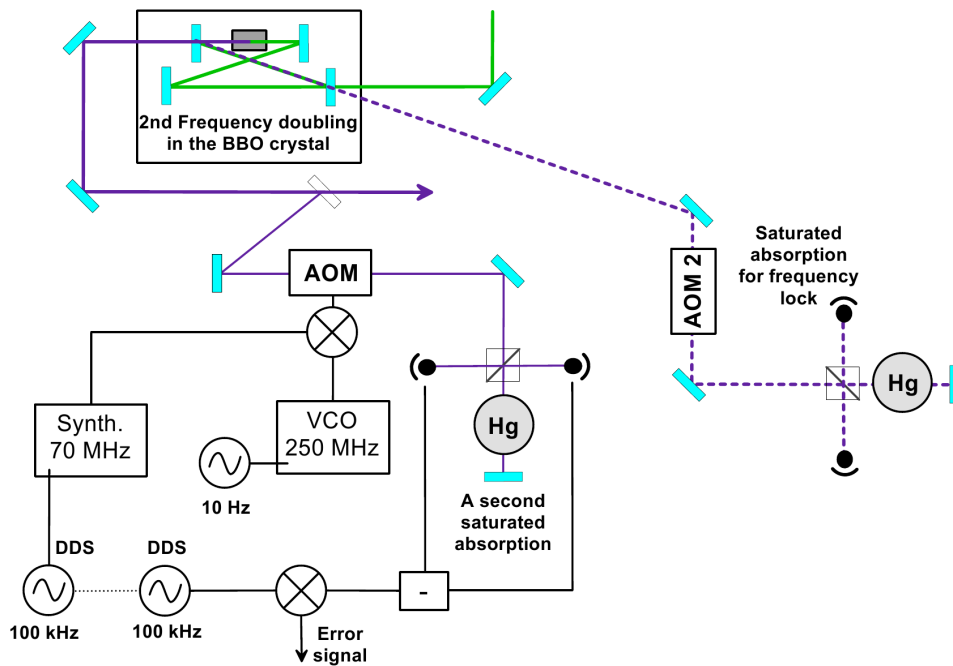 2nd Frequency doubling
in the BBO crystal
Saturated
absorption
for frequency
lock
AOM
AOM 2
Hg
Synth.
70 MHz
VCO
250 MHz
Hg
10 Hz
A second
saturated
absorption
DDS
DDS
-
100 kHz
100 kHz
Error
signal